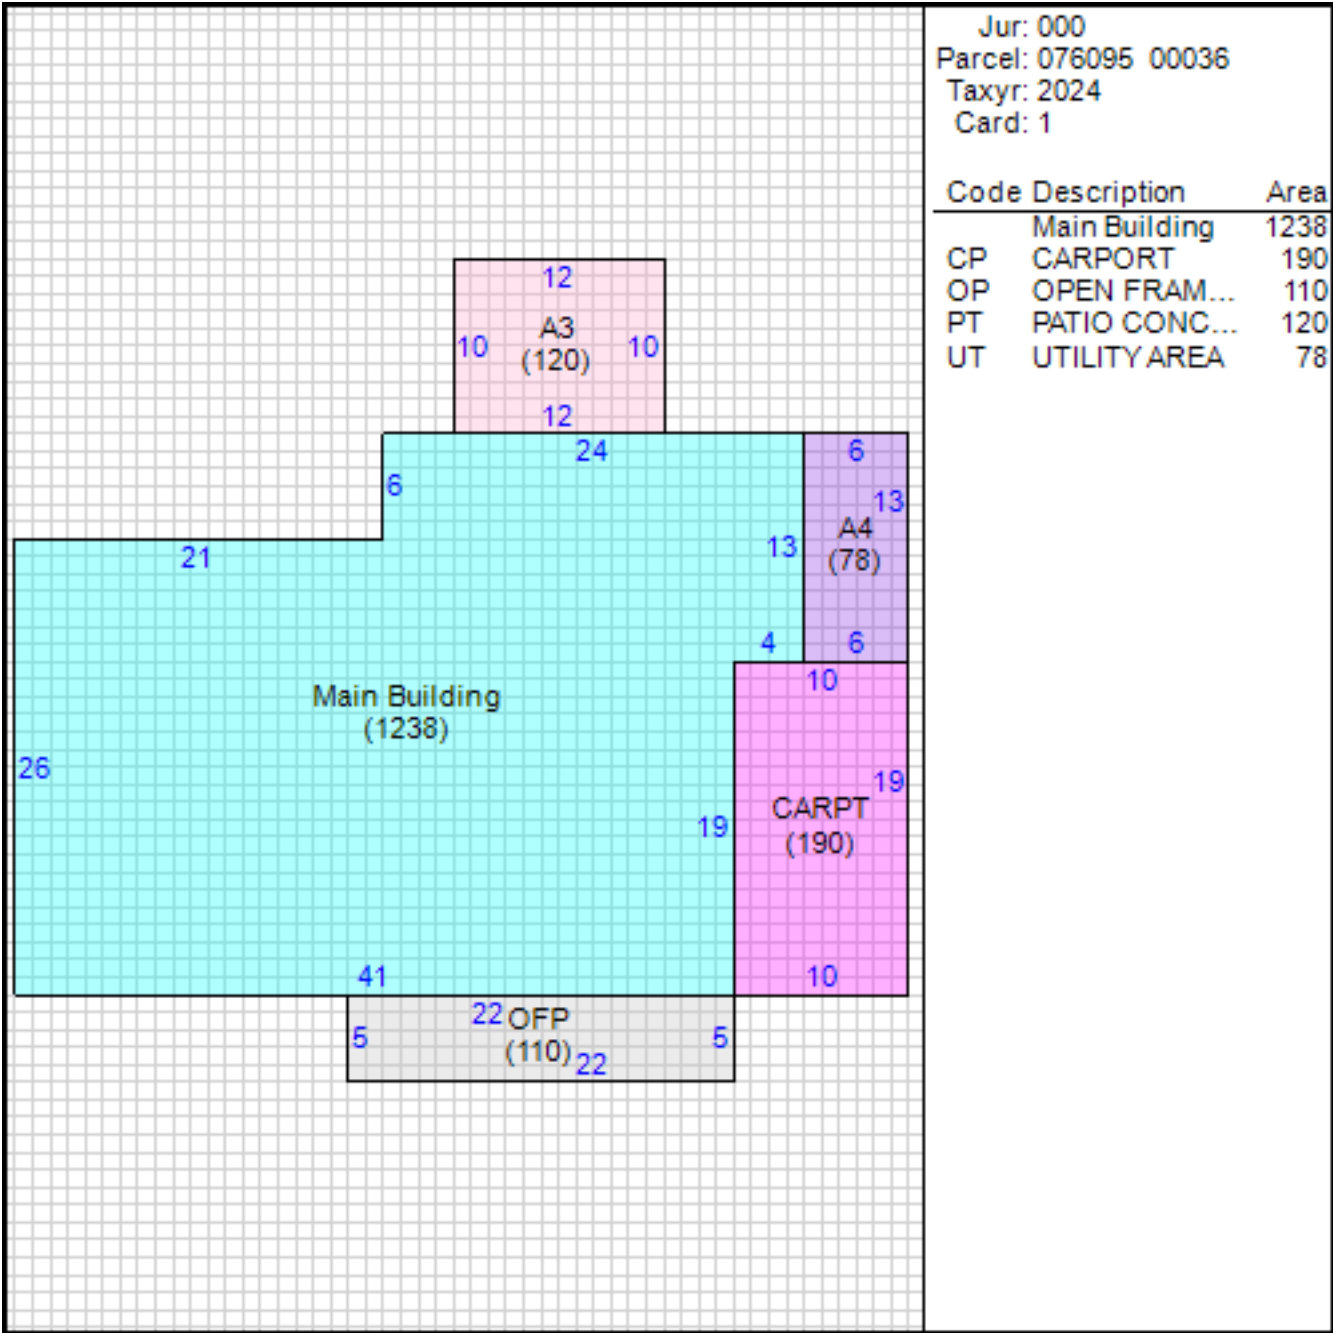 Jur: 000
Parcel: 076095 00036
Taxyr: 2024
Card: 1
Code Description Area
Main Building 1238
CP CARPORT 190
OP OPEN FRAM... 110
PT PATIO CONC... 120
UT UTILITY AREA 78
12
A3
10 10
(120)
12
24 6
6 13
A4
13
21 (78)
4 6
10
Main Building
(1238)
26 19
CARPT
19
(190)
41 10
22 OFP
5 5
(110)
22